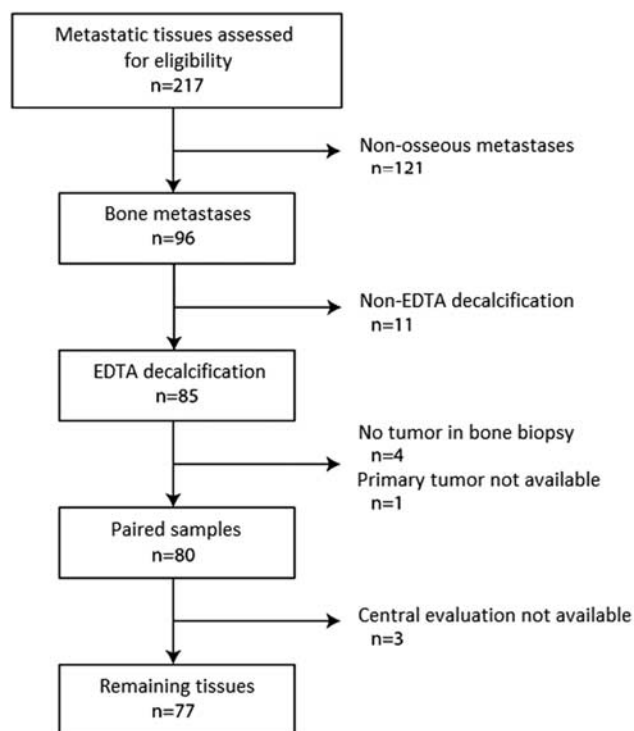 Metastatic tissues assessed
for eligibility
n=217
Non-osseous metastases
n=121
Bone metastases
n=96
Non-EDTA decalcification
n=11
EDTA decalcification
n=85
No tumor in bone biopsy
n=4
Primary tumor not available
n=1
Paired samples
n=80
Central evaluation not available
n=3
Remaining tissues
n=77